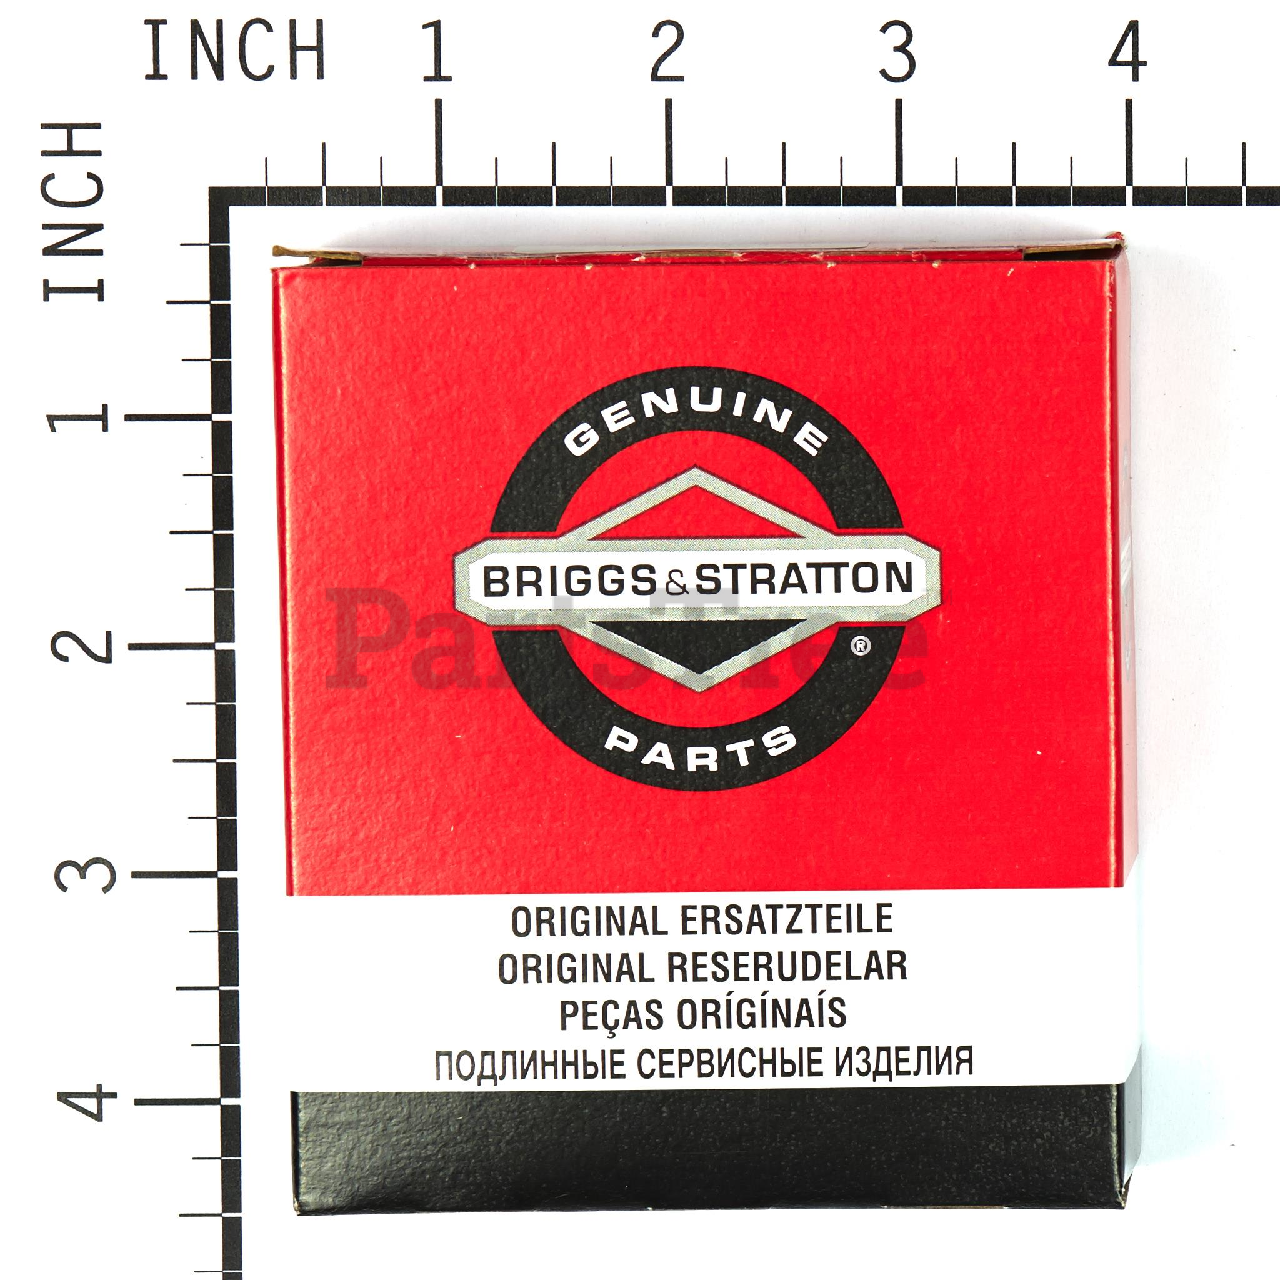 INCH 1 2 3 4
INCH
1
2
3
4
GENUINE
BRIGGS & STRATTON
®
PARTS
PartsTree
ORIGINAL ERSATZTEILE
ORIGINAL RESERUDELAR
PEÇAS ORÍGÍNAÍS
ПОДЛИННЫЕ СЕРВИСНЫЕ ИЗДЕЛИЯ